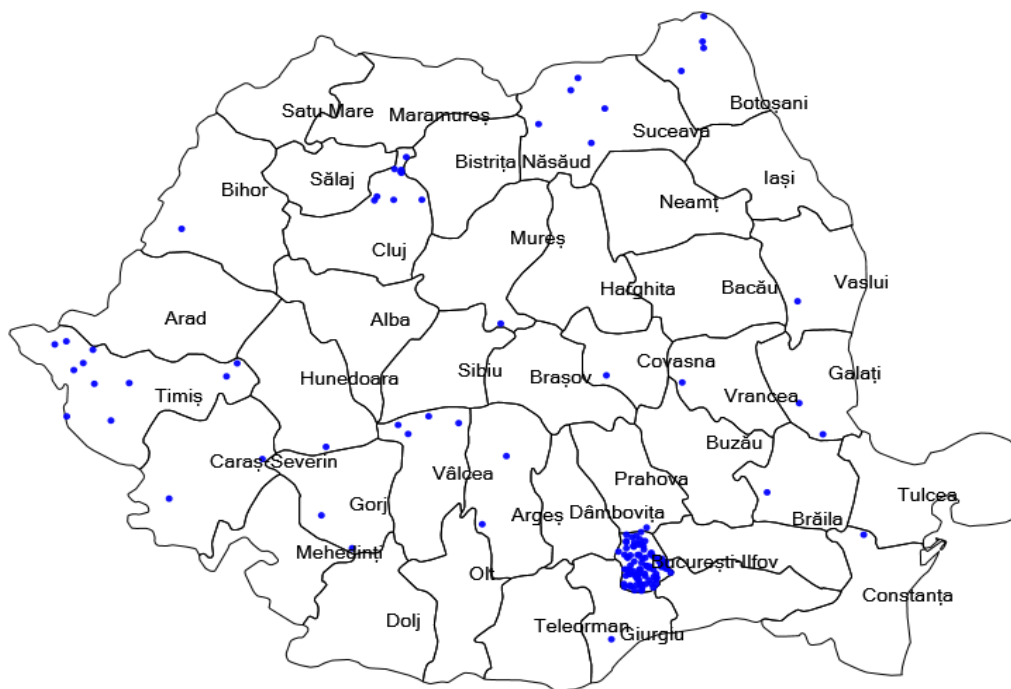 Botoșani
Satu Mare
Maramureș
Suceava
Bistrița Năsăud
Iași
Sălaj
Bihor
Neamț
Mureș
Cluj
Vaslui
Bacău
Harghita
Arad
Alba
Covasna
Galați
Sibiu
Brașov
Hunedoara
Timiș
Vrancea
Buzău
Caraș-Severin
Vâlcea
Prahova
Tulcea
Gorj
Argeș
Dâmbovița
Brăila
Mehedinți
București-Ilfov
Olt
Constanța
Dolj
Teleorman
Giurgiu